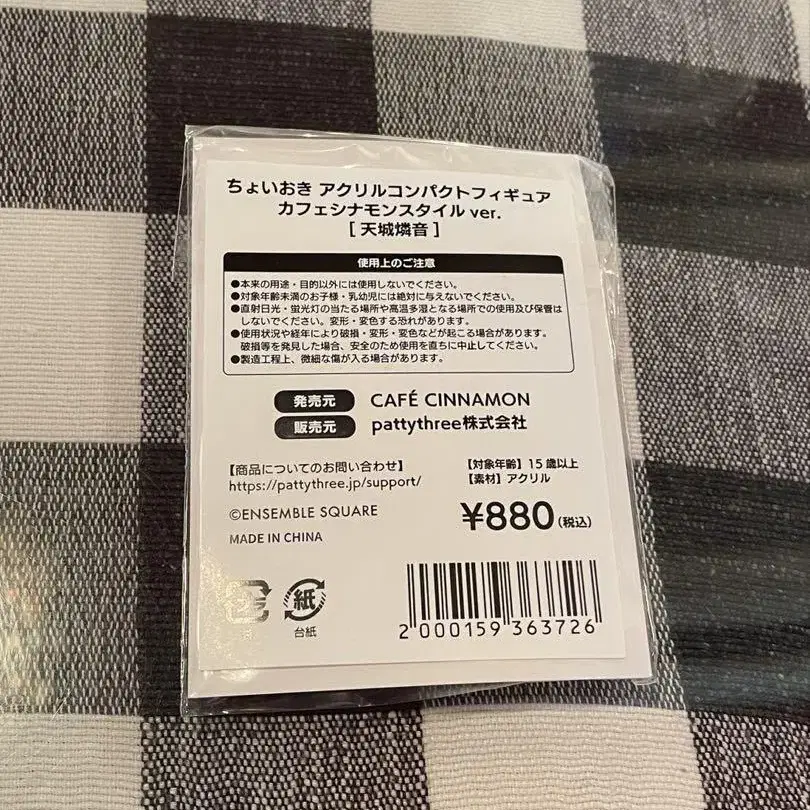 ちょいおき アクリルコンパクトフィギュア
カフェシナモンスタイル ver.
[ 天城燐音 ]
使用上のご注意
●本来の用途・目的以外には使用しないでください。
●対象年齢未満のお子様・乳幼児には絶対に与えないでください。
●直射日光・蛍光灯の当たる場所や高温多湿となる場所での使用及び保管は
しないでください。変形・変色する恐れがあります。
●使用状況や経年により破損・変形・変色などが起こる場合があります。
破損等を発見した場合、安全のため使用を直ちに中止してください。
●製造工程上、微細な傷が入る場合があります。
発売元 CAFÉ CINNAMON
販売元 pattythree株式会社
【商品についてのお問い合わせ】
https://pattythree.jp/support/
【対象年齢】15歳以上
【素材】アクリル
©ENSEMBLE SQUARE
¥880(税込)
MADE IN CHINA
紙
台紙
2 000159 363726